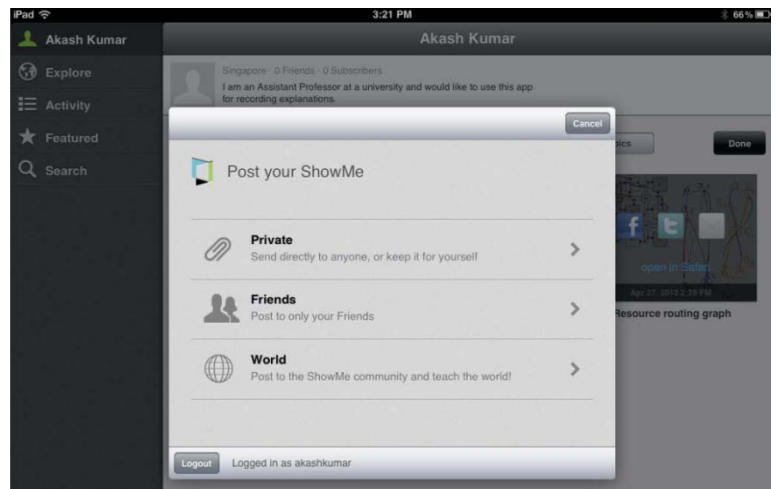 iPad
3:21 PM
66%
Akash Kumar
Explore
Activity
Featured
Search
Akash Kumar
Singapore · 0 Friends · 0 Subscribers
I am an Assistant Professor at a university and would like to use this app
for recording explanations.
Cancel
Post your ShowMe
Private
Send directly to anyone, or keep it for yourself
Friends
Post to only your Friends
World
Post to the ShowMe community and teach the world!
Logout
Logged in as akashkumar
pics
Done
open in Safari
Apr 27, 2012 2:39 PM
Resource routing graph